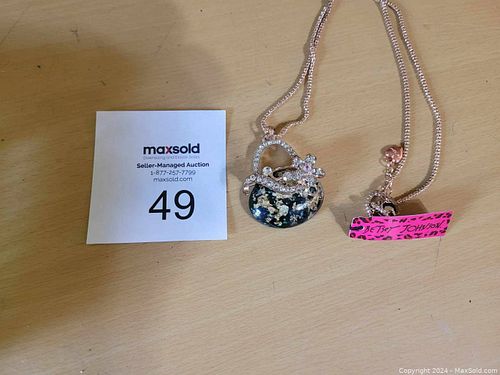 maxsold
Downsizing and Estate Sales
Seller-Managed Auction
1-877-257-7799
maxsold.com
49
BETSEY JOHNSON
Copyright 2024 - MaxSold.com